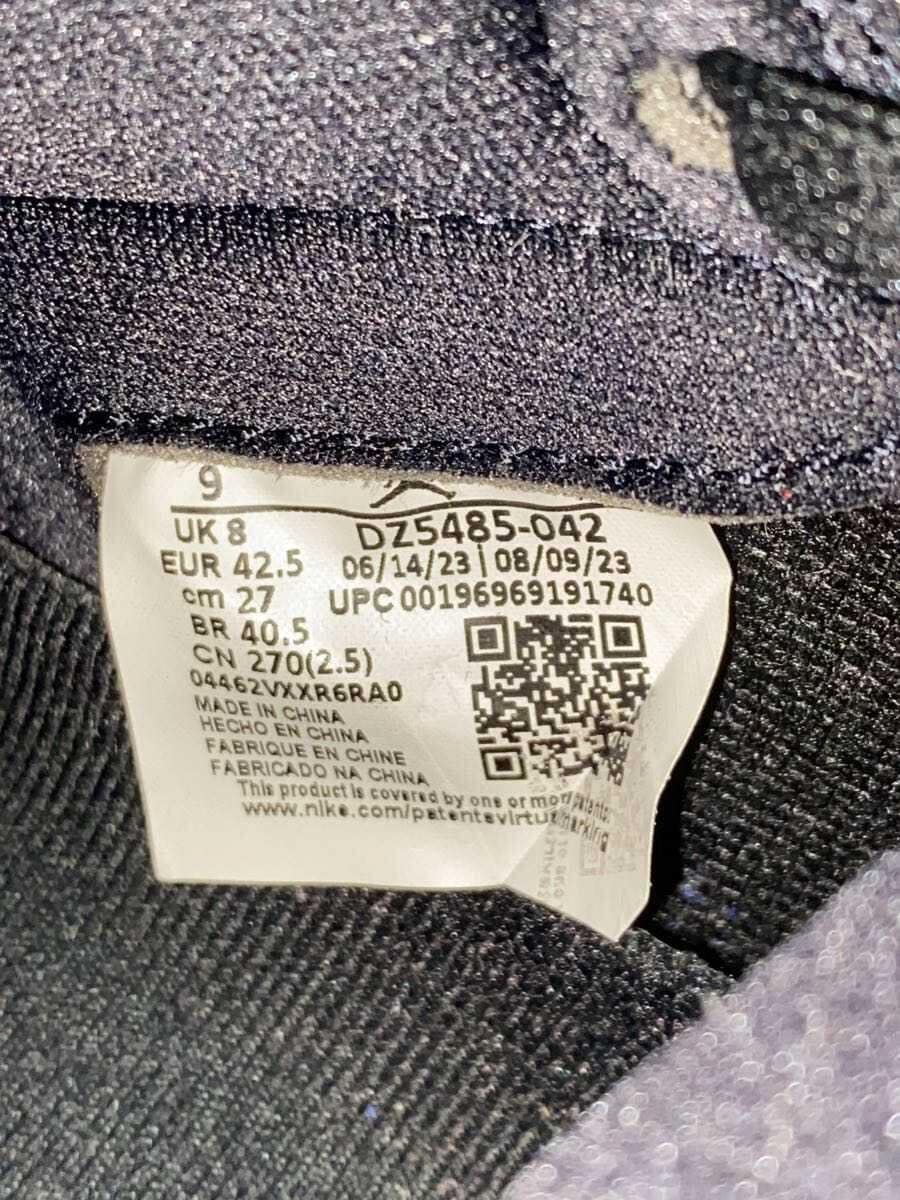 9
UK 8 DZ5485-042
EUR 42.5 06/14/23 | 08/09/23
cm 27 UPC 00196969191740
BR 40.5
CN 270(2.5)
04462VXXR6RA0
MADE IN CHINA
HECHO EN CHINA
FABRIQUE EN CHINE
FABRICADO NA CHINA
This product is covered by one or more patents.
www.nike.com/patentsvirtua marking